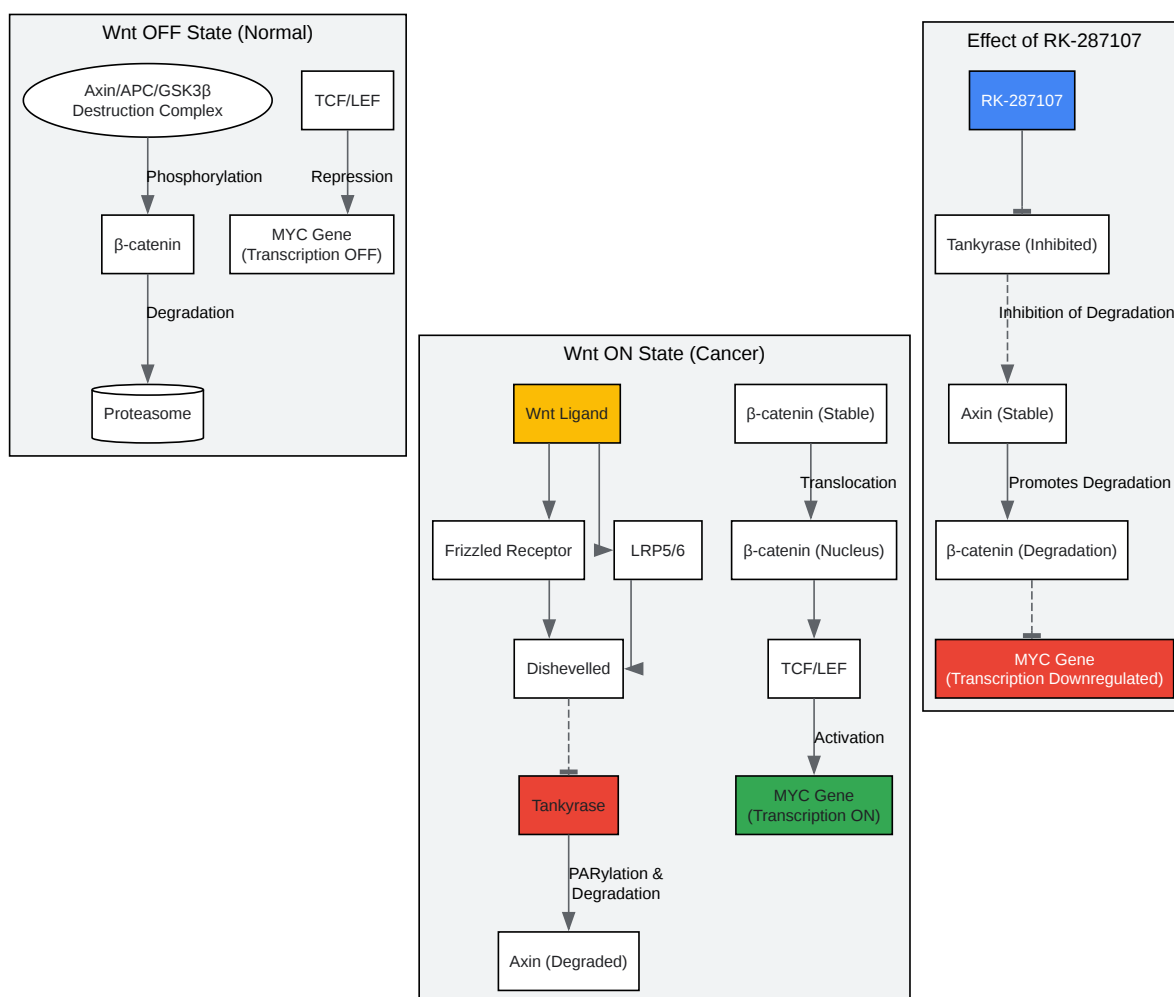 Wnt OFF State (Normal)
Axin/APC/GSK3β
Destruction Complex
TCF/LEF
Phosphorylation
Repression
β-catenin
MYC Gene
(Transcription OFF)
Degradation
Proteasome
Wnt ON State (Cancer)
Wnt Ligand
β-catenin (Stable)
Translocation
Frizzled Receptor
LRP5/6
β-catenin (Nucleus)
Dishevelled
TCF/LEF
Activation
Tankyrase
MYC Gene
(Transcription ON)
PARylation &
Degradation
Axin (Degraded)
Effect of RK-287107
RK-287107
Tankyrase (Inhibited)
Inhibition of Degradation
Axin (Stable)
Promotes Degradation
β-catenin (Degradation)
MYC Gene
(Transcription Downregulated)